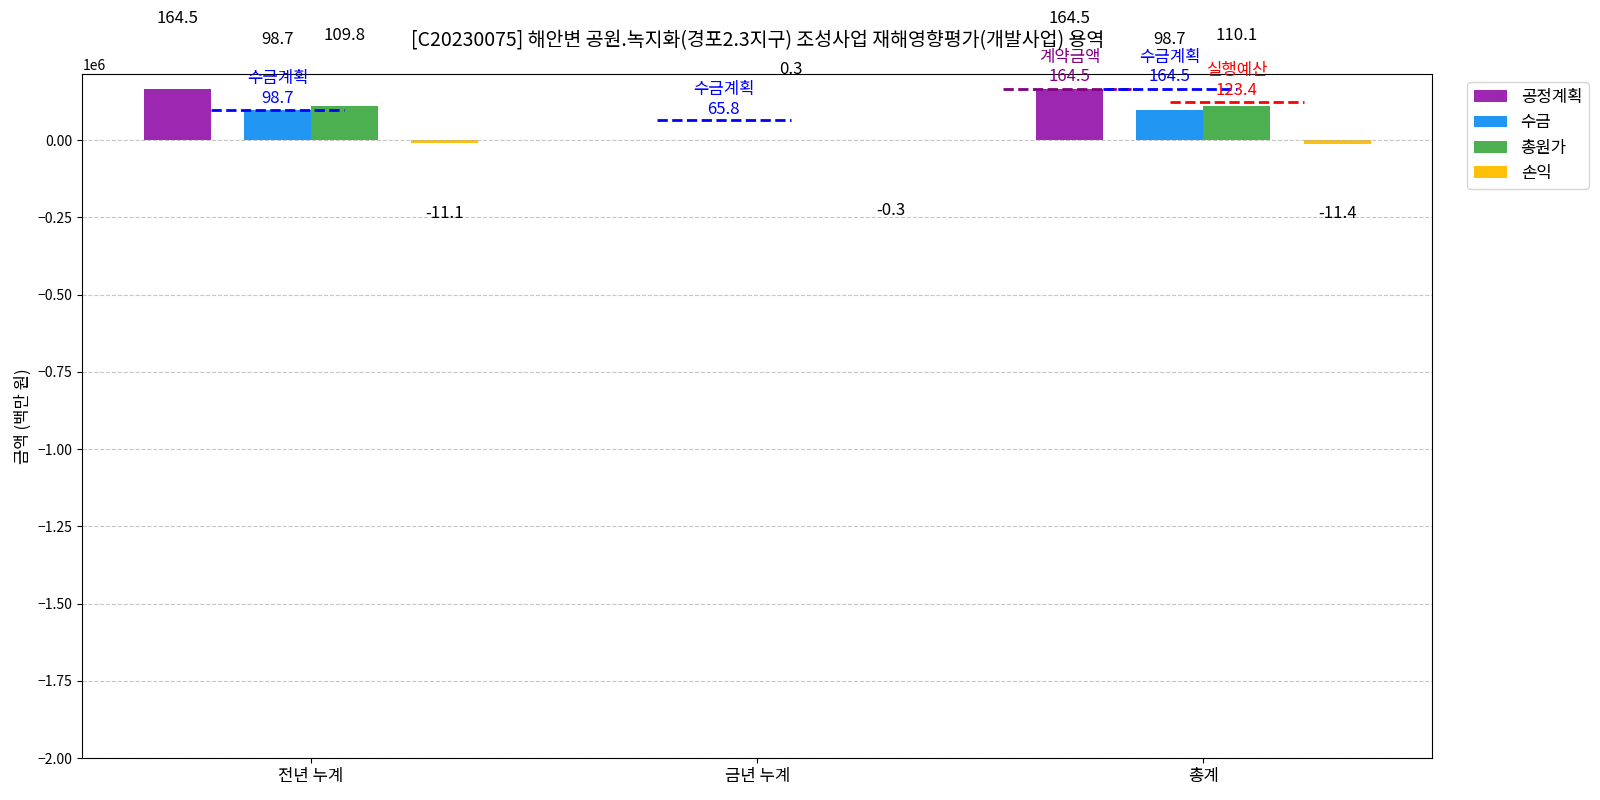 [C20230075] 해안변 공원.녹지화(경포2.3지구) 조성사업 재해영향평가(개발사업) 용역
1e6
164.5
98.7
109.8
수금계획
98.7
-11.1
0.3
수금계획
65.8
-0.3
164.5
98.7
110.1
계약금액
164.5
수금계획
164.5
실행예산
123.4
-11.4
공정계획
수금
총원가
손익
0.00
−0.25
−0.50
−0.75
−1.00
−1.25
−1.50
−1.75
−2.00
금액 (백만 원)
전년 누계
금년 누계
총계